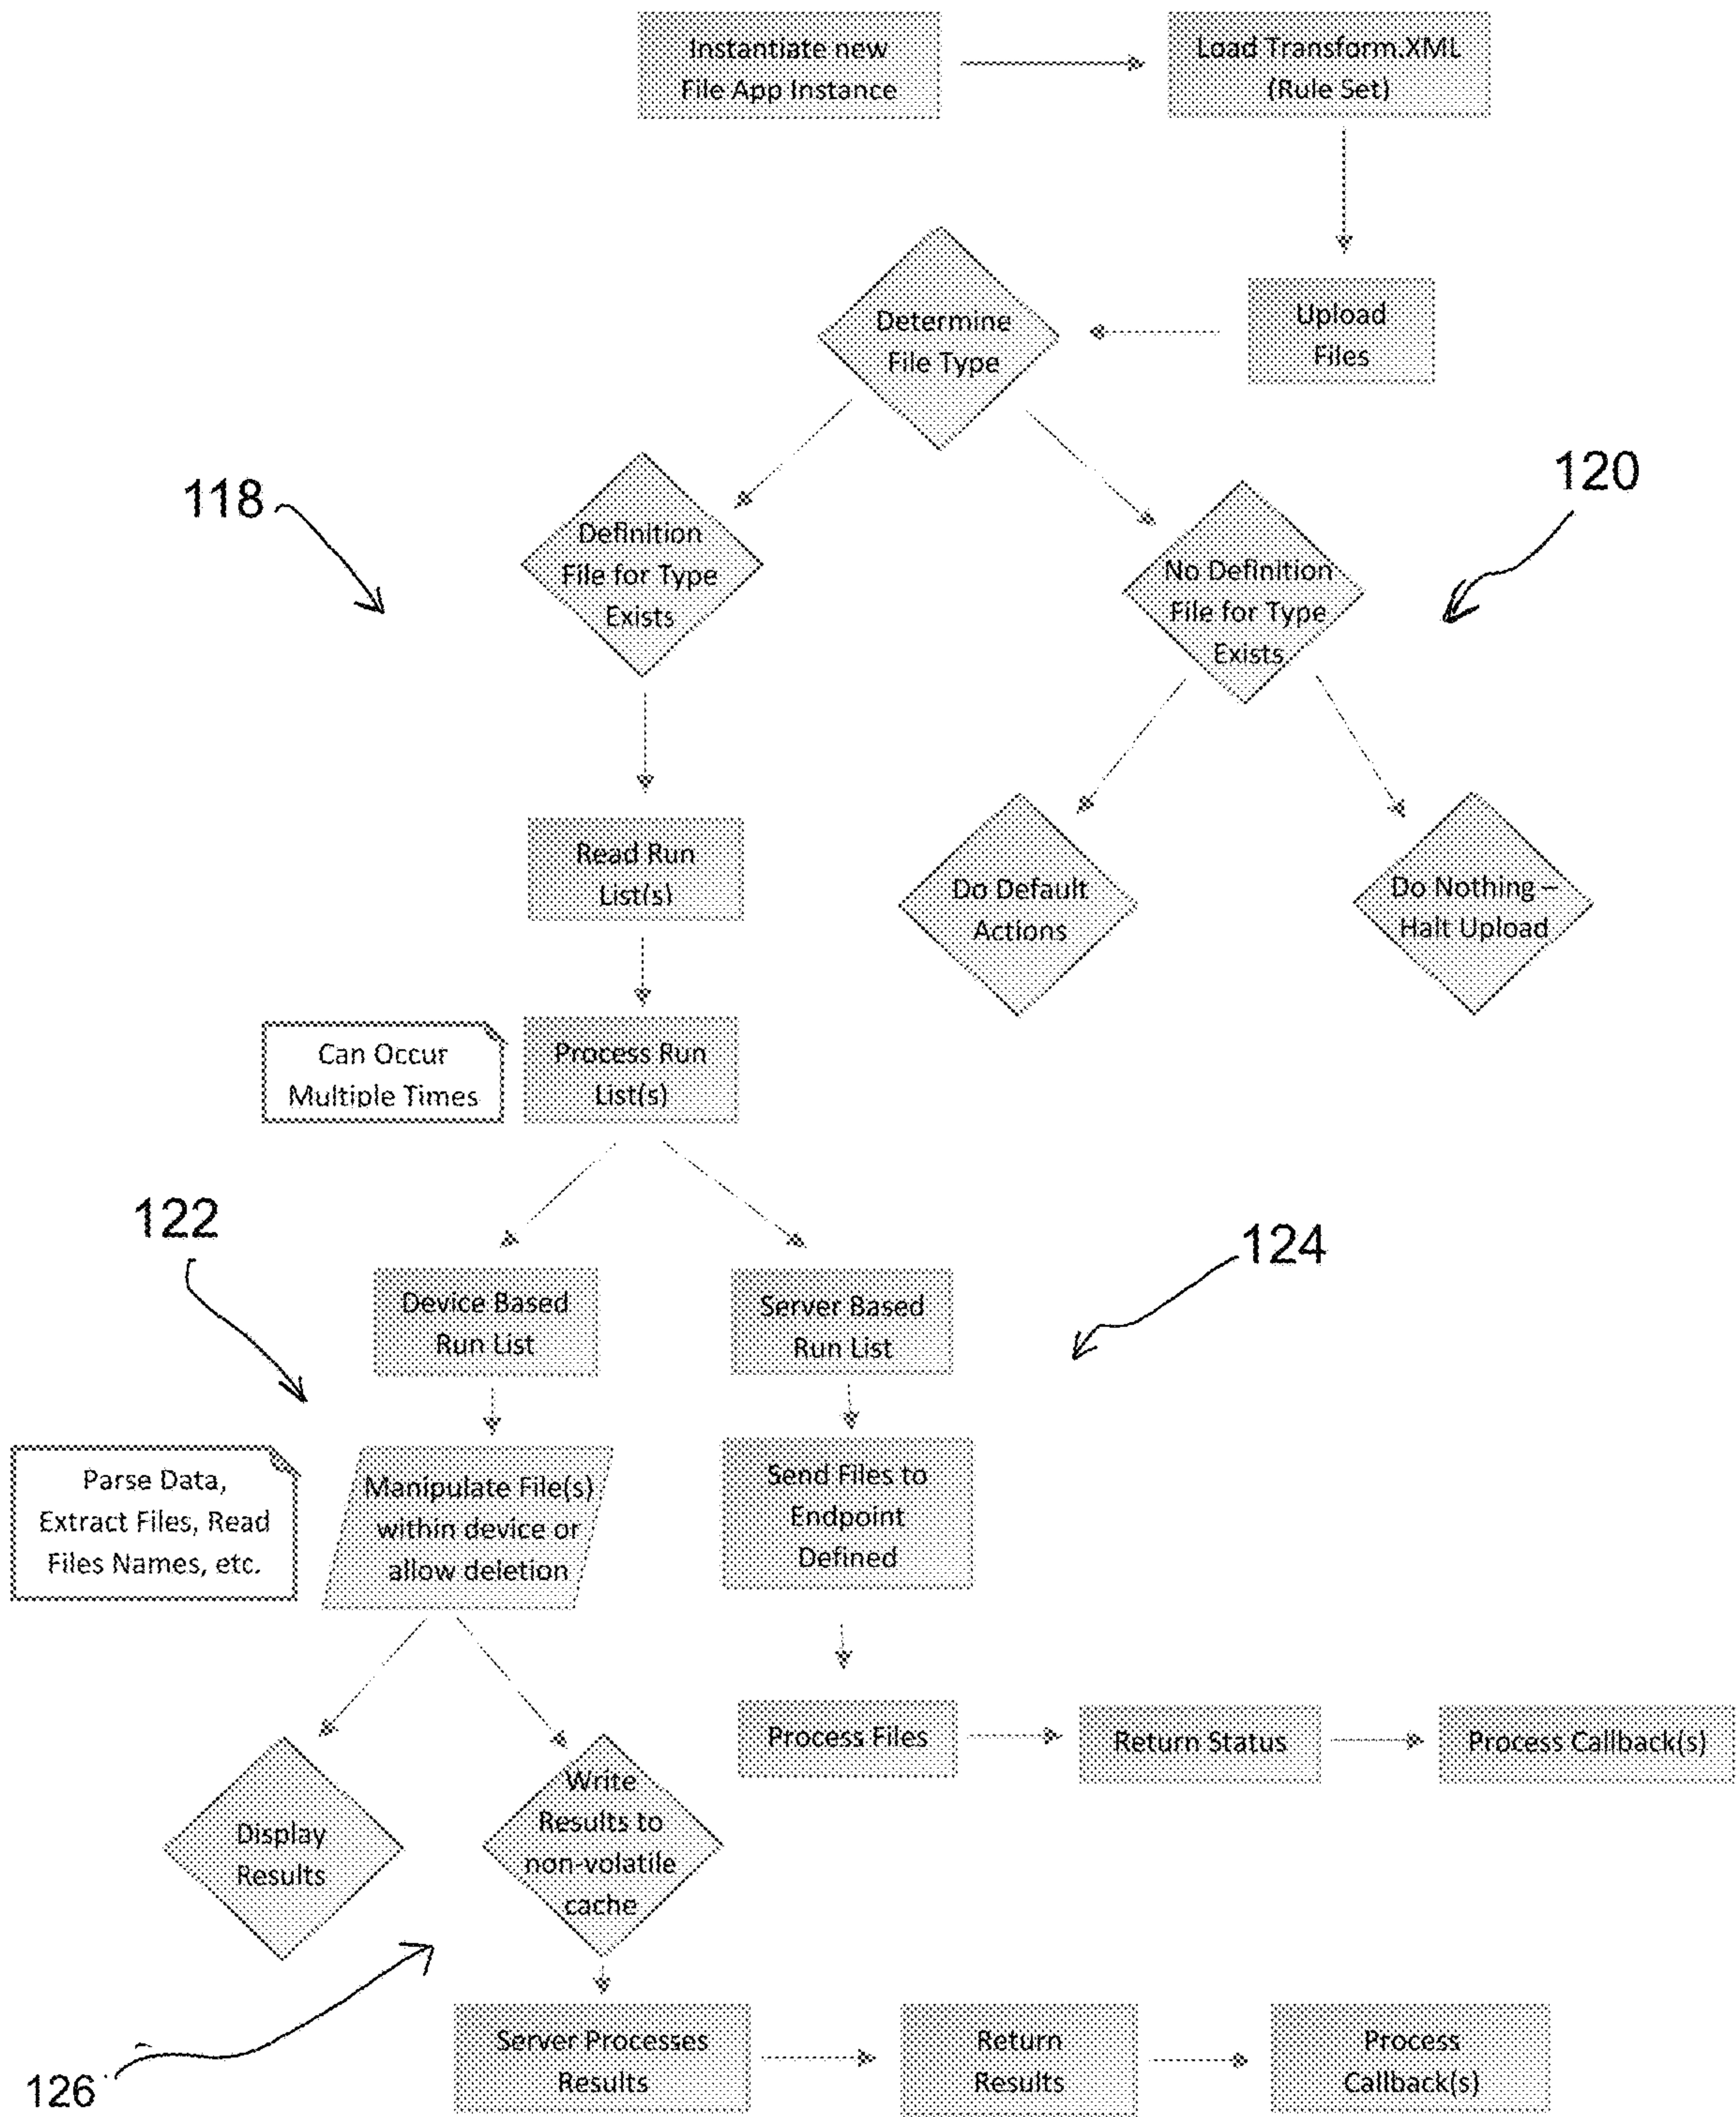 Instantiate new
File App Instance
Load Transform.XML
(Rule Set)
Upload
Files
Determine
File Type
118
120
Definition
File for Type
Exists
No Definition
File for Type
Exists
Read Run
List(s)
Do Default
Actions
Do Nothing –
Halt Upload
Can Occur
Multiple Times
Process Run
List(s)
122
124
Device Based
Run List
Server Based
Run List
Parse Data,
Extract Files, Read
Files Names, etc.
Manipulate File(s)
within device or
allow deletion
Send Files to
Endpoint
Defined
Process Files
Return Status
Process Callback(s)
Display
Results
Write
Results to
non-volatile
cache
126
Server Processes
Results
Return
Results
Process
Callback(s)